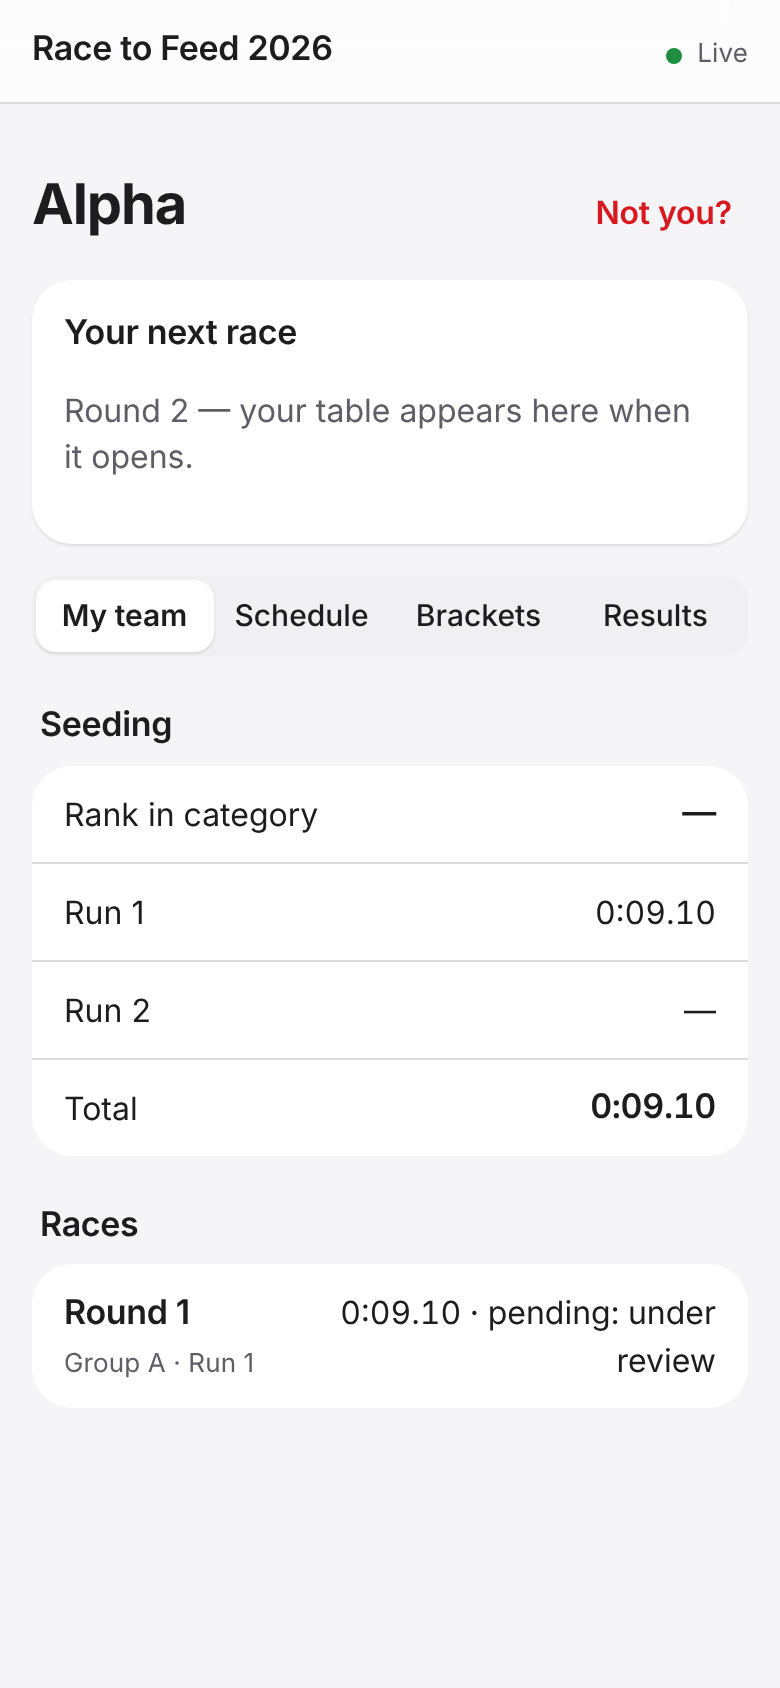 Race to Feed 2026
Live
Alpha
Not you?
Your next race
Round 2 — your table appears here when
it opens.
My team
Schedule
Brackets
Results
Seeding
Rank in category
—
Run 1
0:09.10
Run 2
—
Total
0:09.10
Races
Round 1
0:09.10 · pending: under
review
Group A · Run 1